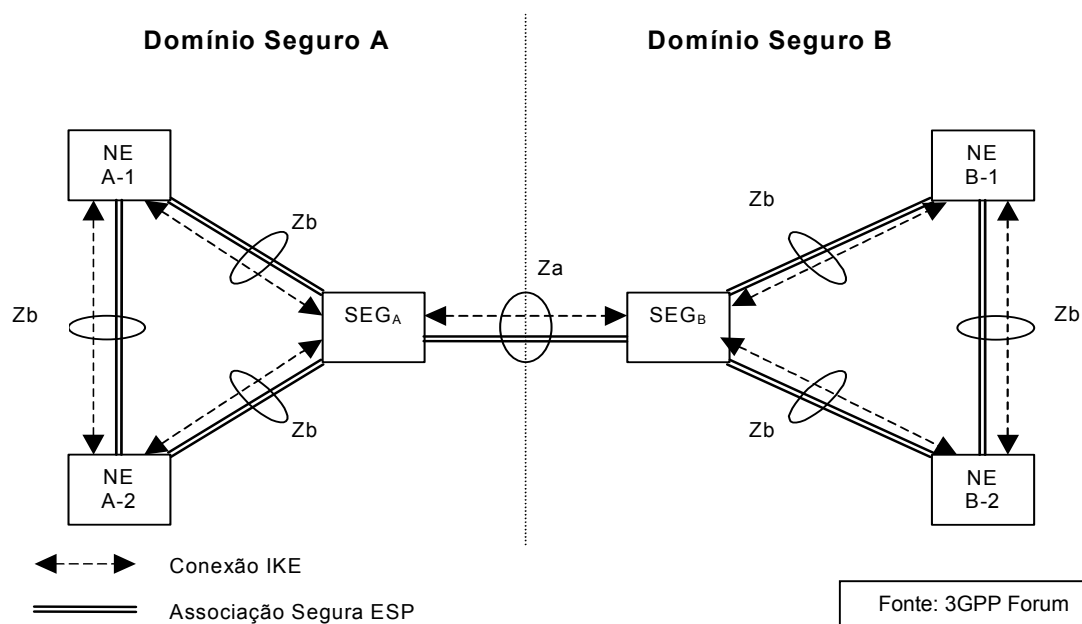 Domínio Seguro A
Domínio Seguro B
NE
A-1
NE
B-1
Zb
Zb
Za
Zb
SEGA
SEGB
Zb
Zb
Zb
NE
A-2
NE
B-2
Conexão IKE
Associação Segura ESP
Fonte: 3GPP Forum